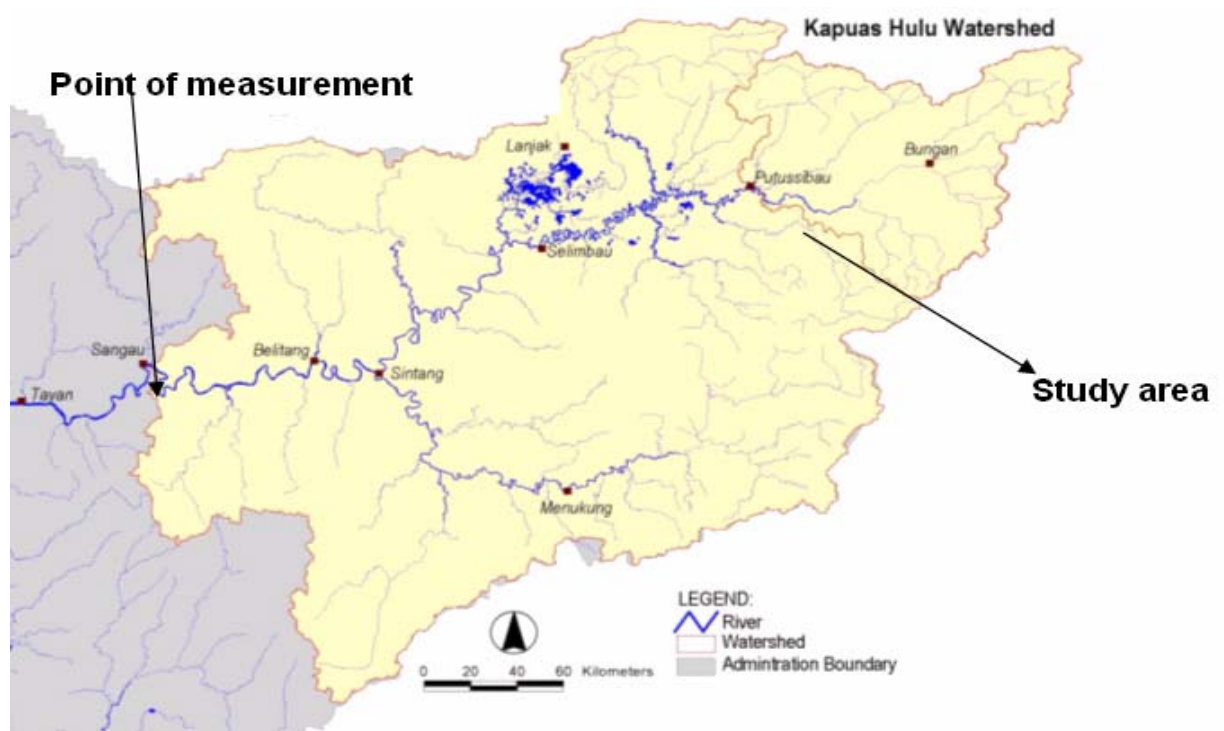 Kapuas Hulu Watershed
Point of measurement
Lanjak
Bungan
Putussibau
Selimbau
Sangau
Belitang
Sintang
Tayan
Study area
Menukung
LEGEND:
River
Watershed
Admintration Boundary
0 20 40 60 Kilometers